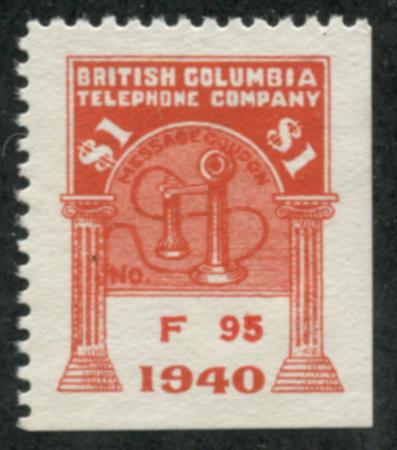 BRITISH COLUMBIA
TELEPHONE COMPANY
$1 $1
MESSAGE COUPON
NO.
F 95
1940